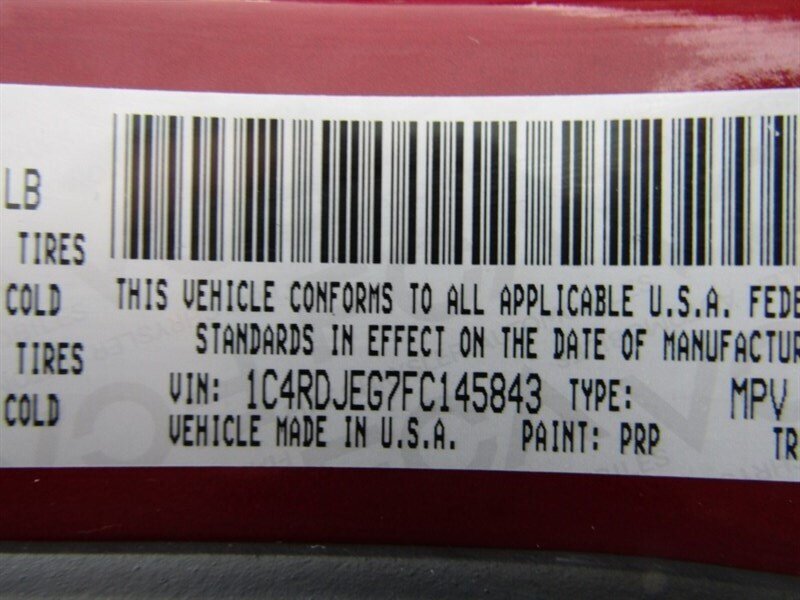 LB
TIRES
COLD
TIRES
COLD
THIS VEHICLE CONFORMS TO ALL APPLICABLE U.S.A. FEDE
STANDARDS IN EFFECT ON THE DATE OF MANUFACTUR
VIN: 1C4RDJEG7FC145843 TYPE: MPV
VEHICLE MADE IN U.S.A. PAINT: PRP TR